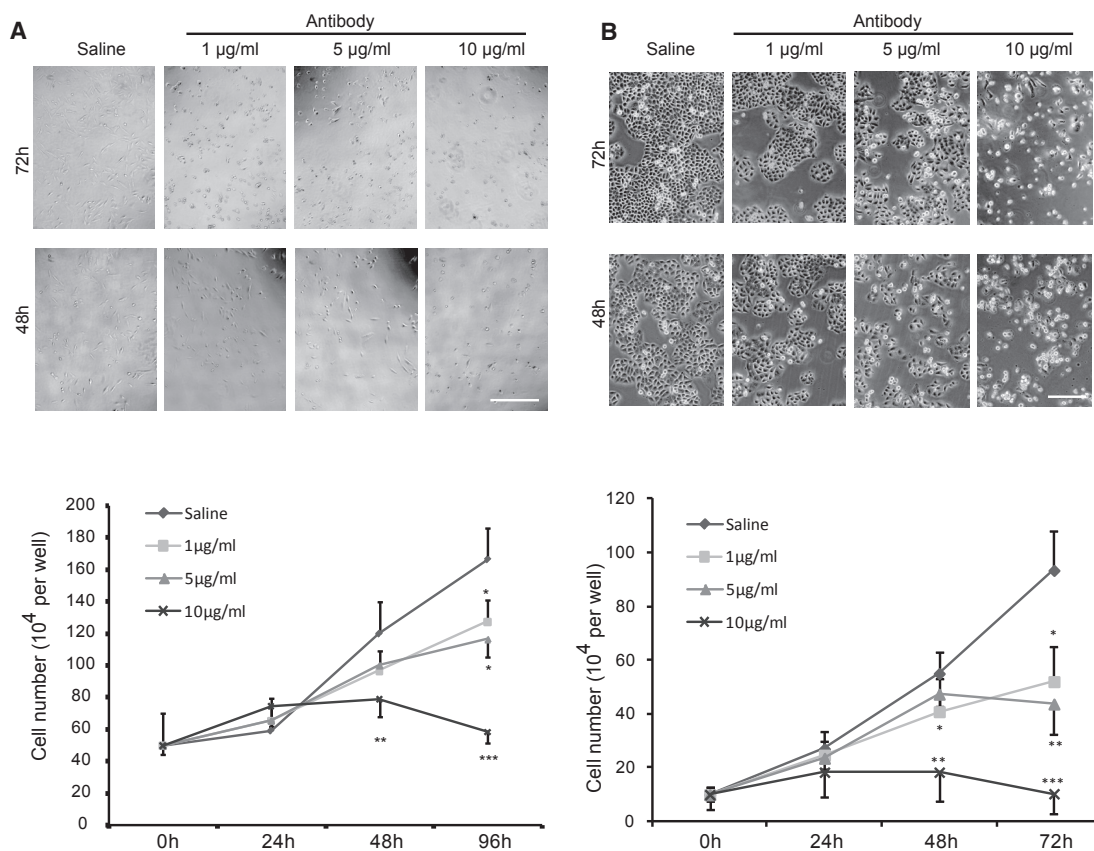 A
Antibody
Saline 1 µg/ml 5 µg/ml 10 µg/ml
72h
48h
B
Antibody
Saline 1 µg/ml 5 µg/ml 10 µg/ml
72h
48h
Cell number (10⁴ per well)
200
180
160
140
120
100
80
60
40
20
0
Saline
1µg/ml
5µg/ml
10µg/ml
*
*
**
***
0h 24h 48h 96h
Cell number (10⁴ per well)
120
100
80
60
40
20
0
Saline
1µg/ml
5µg/ml
10µg/ml
*
*
**
**
***
0h 24h 48h 72h